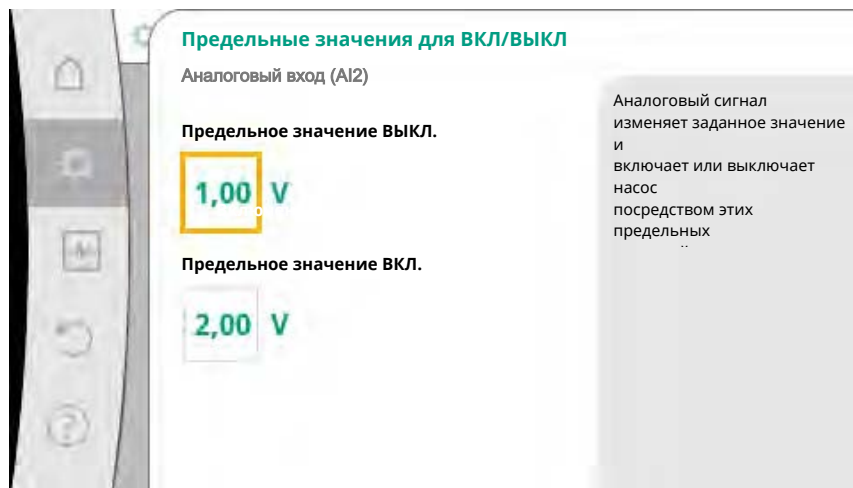 Предельные значения для ВКЛ/ВЫКЛ
Аналоговый вход (AI2)
Предельное значение ВЫКЛ.
1,00 V
Предельное значение ВКЛ.
2,00 V
Аналоговый сигнал
изменяет заданное значение
и
включает или выключает
насос
посредством этих
предельных